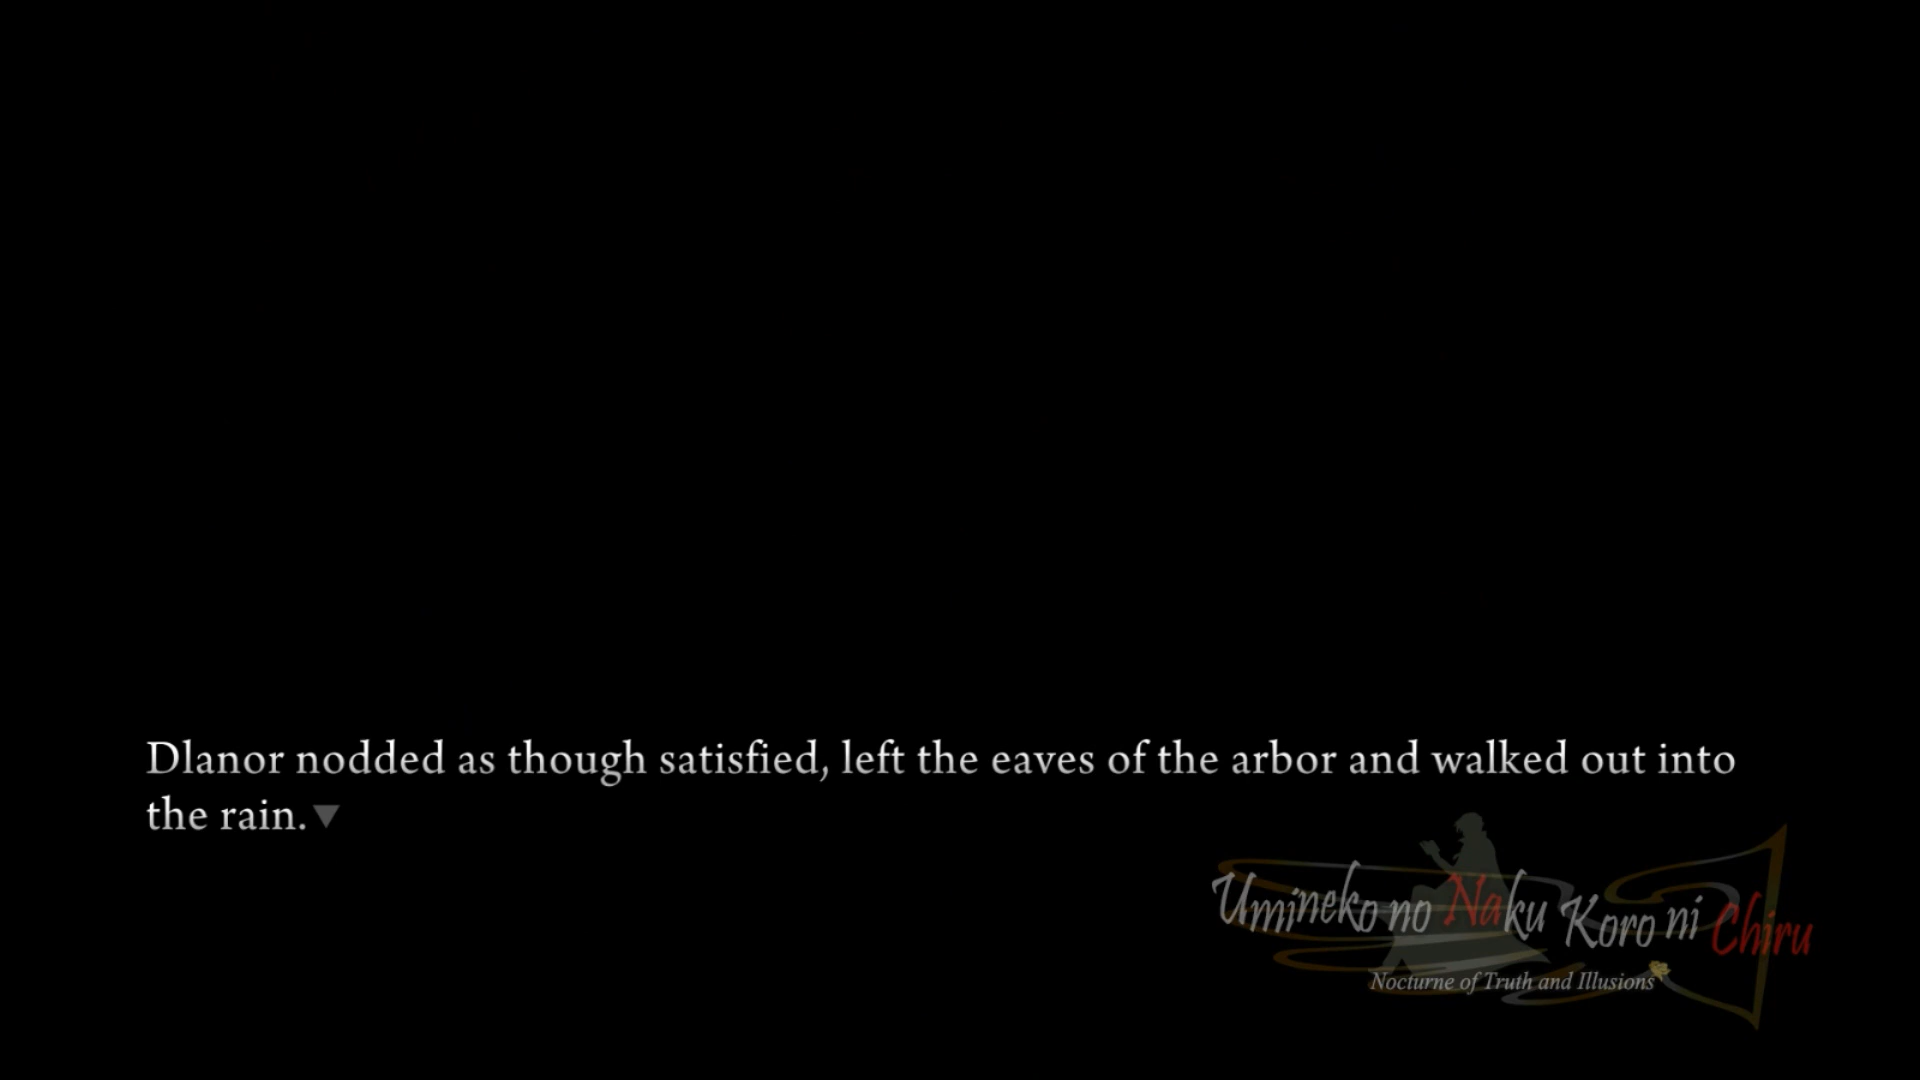 Dlanor nodded as though satisfied, left the eaves of the arbor and walked out into
the rain.
Umineko no Naku Koro ni Chiru
Nocturne of Truth and Illusions